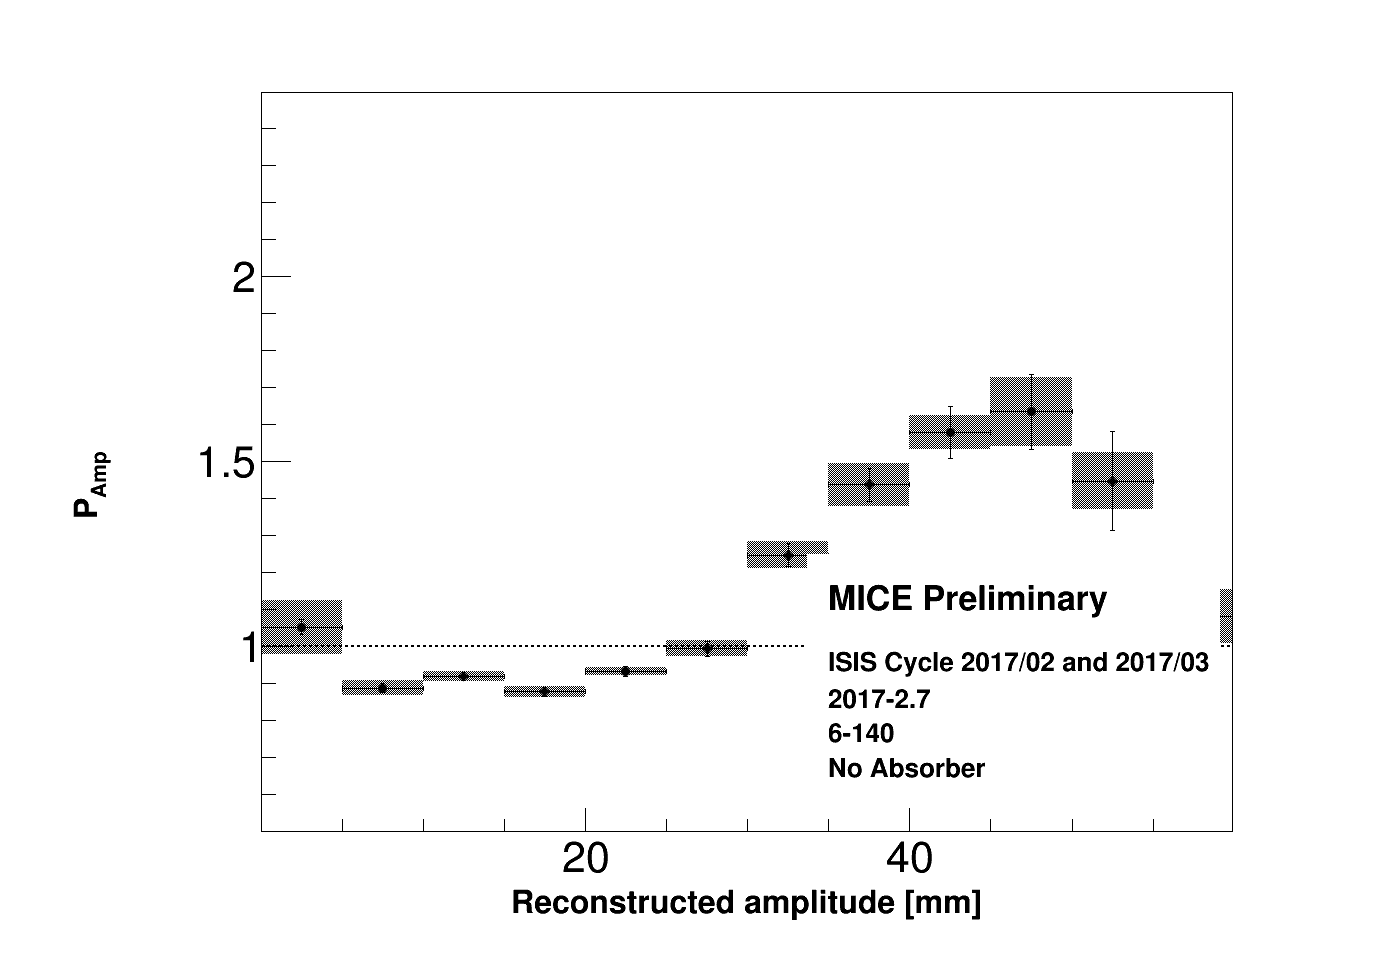 2
1.5
1
P_Amp
MICE Preliminary
ISIS Cycle 2017/02 and 2017/03
2017-2.7
6-140
No Absorber
20
40
Reconstructed amplitude [mm]